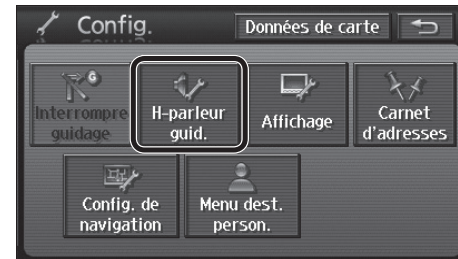 Config.
Données de carte
G
Interrompre
guidage
H-parleur
guid.
Affichage
Carnet
d'adresses
Config. de
navigation
Menu dest.
person.